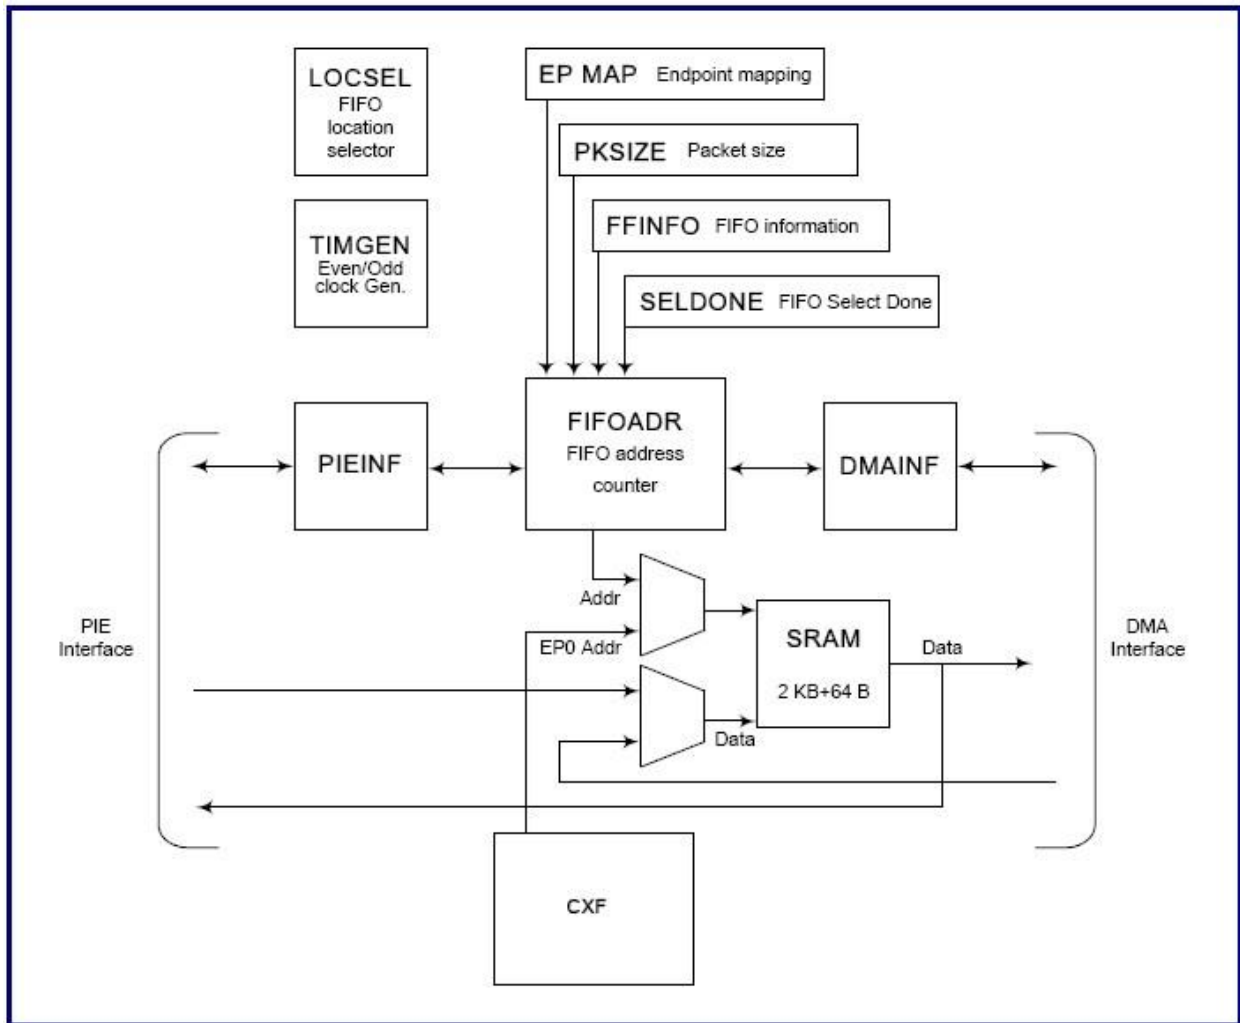 LOCSEL
FIFO
location
selector
EP MAP Endpoint mapping
PKSIZE Packet size
TIMGEN
Even/Odd
clock Gen.
FFINFO FIFO information
SELDONE FIFO Select Done
PIEINF
FIFOADR
FIFO address
counter
DMAINF
Addr
EP0 Addr
PIE
Interface
SRAM
2 KB+64 B
Data
DMA
Interface
Data
CXF